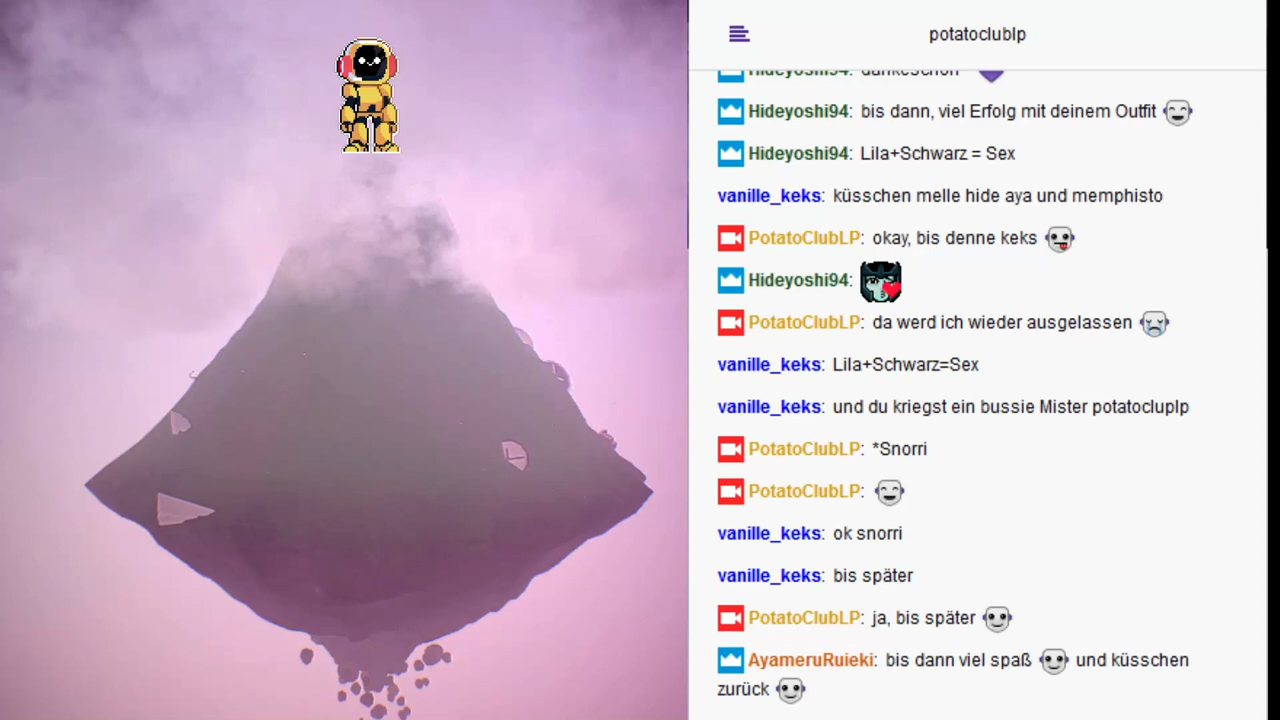 potatoclublp
Hideyoshi94: dankeschön
Hideyoshi94: bis dann, viel Erfolg mit deinem Outfit
Hideyoshi94: Lila+Schwarz = Sex
vanille_keks: küsschen melle hide aya und memphisto
PotatoClubLP: okay, bis denne keks
Hideyoshi94:
PotatoClubLP: da werd ich wieder ausgelassen
vanille_keks: Lila+Schwarz=Sex
vanille_keks: und du kriegst ein bussie Mister potatocluplp
PotatoClubLP: *Snorri
PotatoClubLP:
vanille_keks: ok snorri
vanille_keks: bis später
PotatoClubLP: ja, bis später
AyameruRuieki: bis dann viel spaß und küsschen
zurück